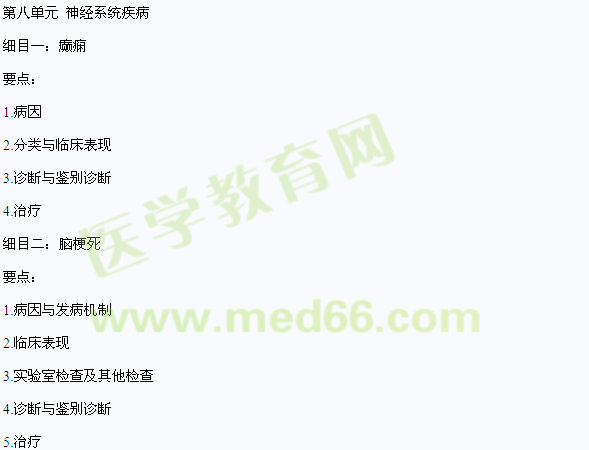 第八单元 神经系统疾病
细目一：癫痫
要点：
1.病因
2.分类与临床表现
3.诊断与鉴别诊断
4.治疗
细目二：脑梗死
要点：
1.病因与发病机制
2.临床表现
3.实验室检查及其他检查
4.诊断与鉴别诊断
5.治疗
医学教育网
www.med66.com